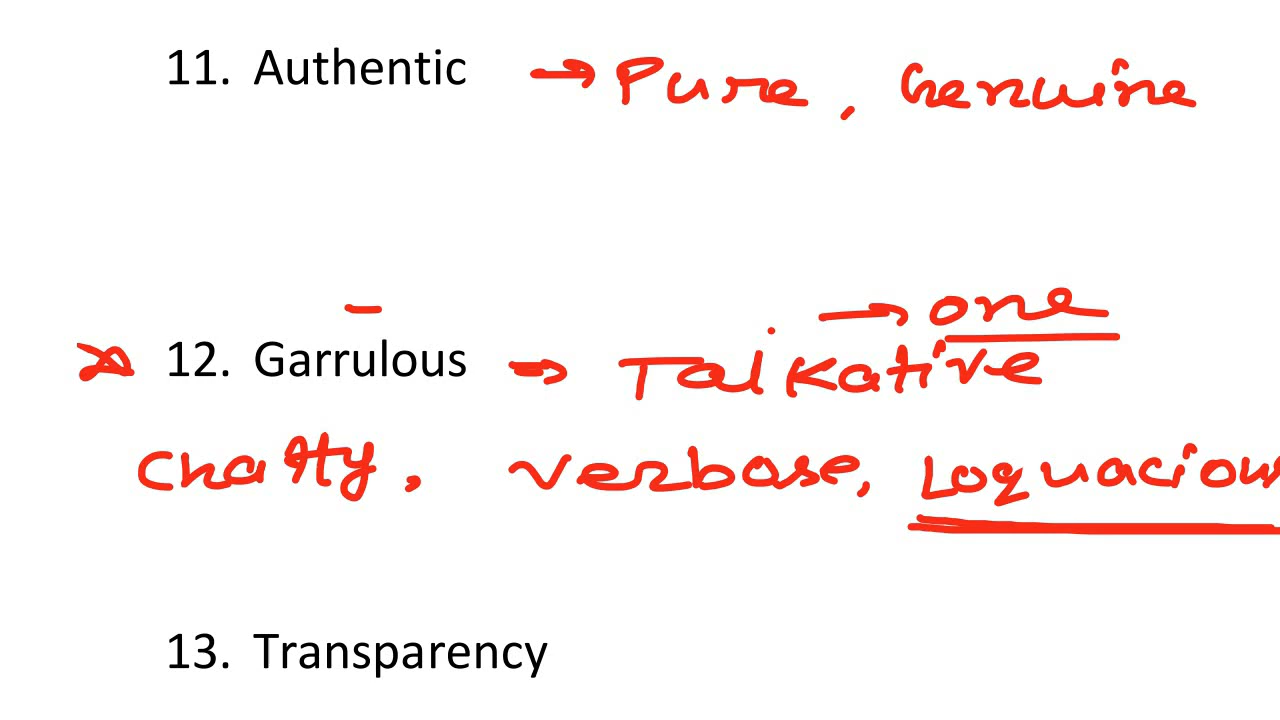 11. Authentic → Pure, Genuine
→ one
12. Garrulous → Talkative
Chatty, verbose, Loquacious
13. Transparency